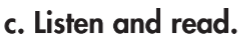 c. Listen and read.